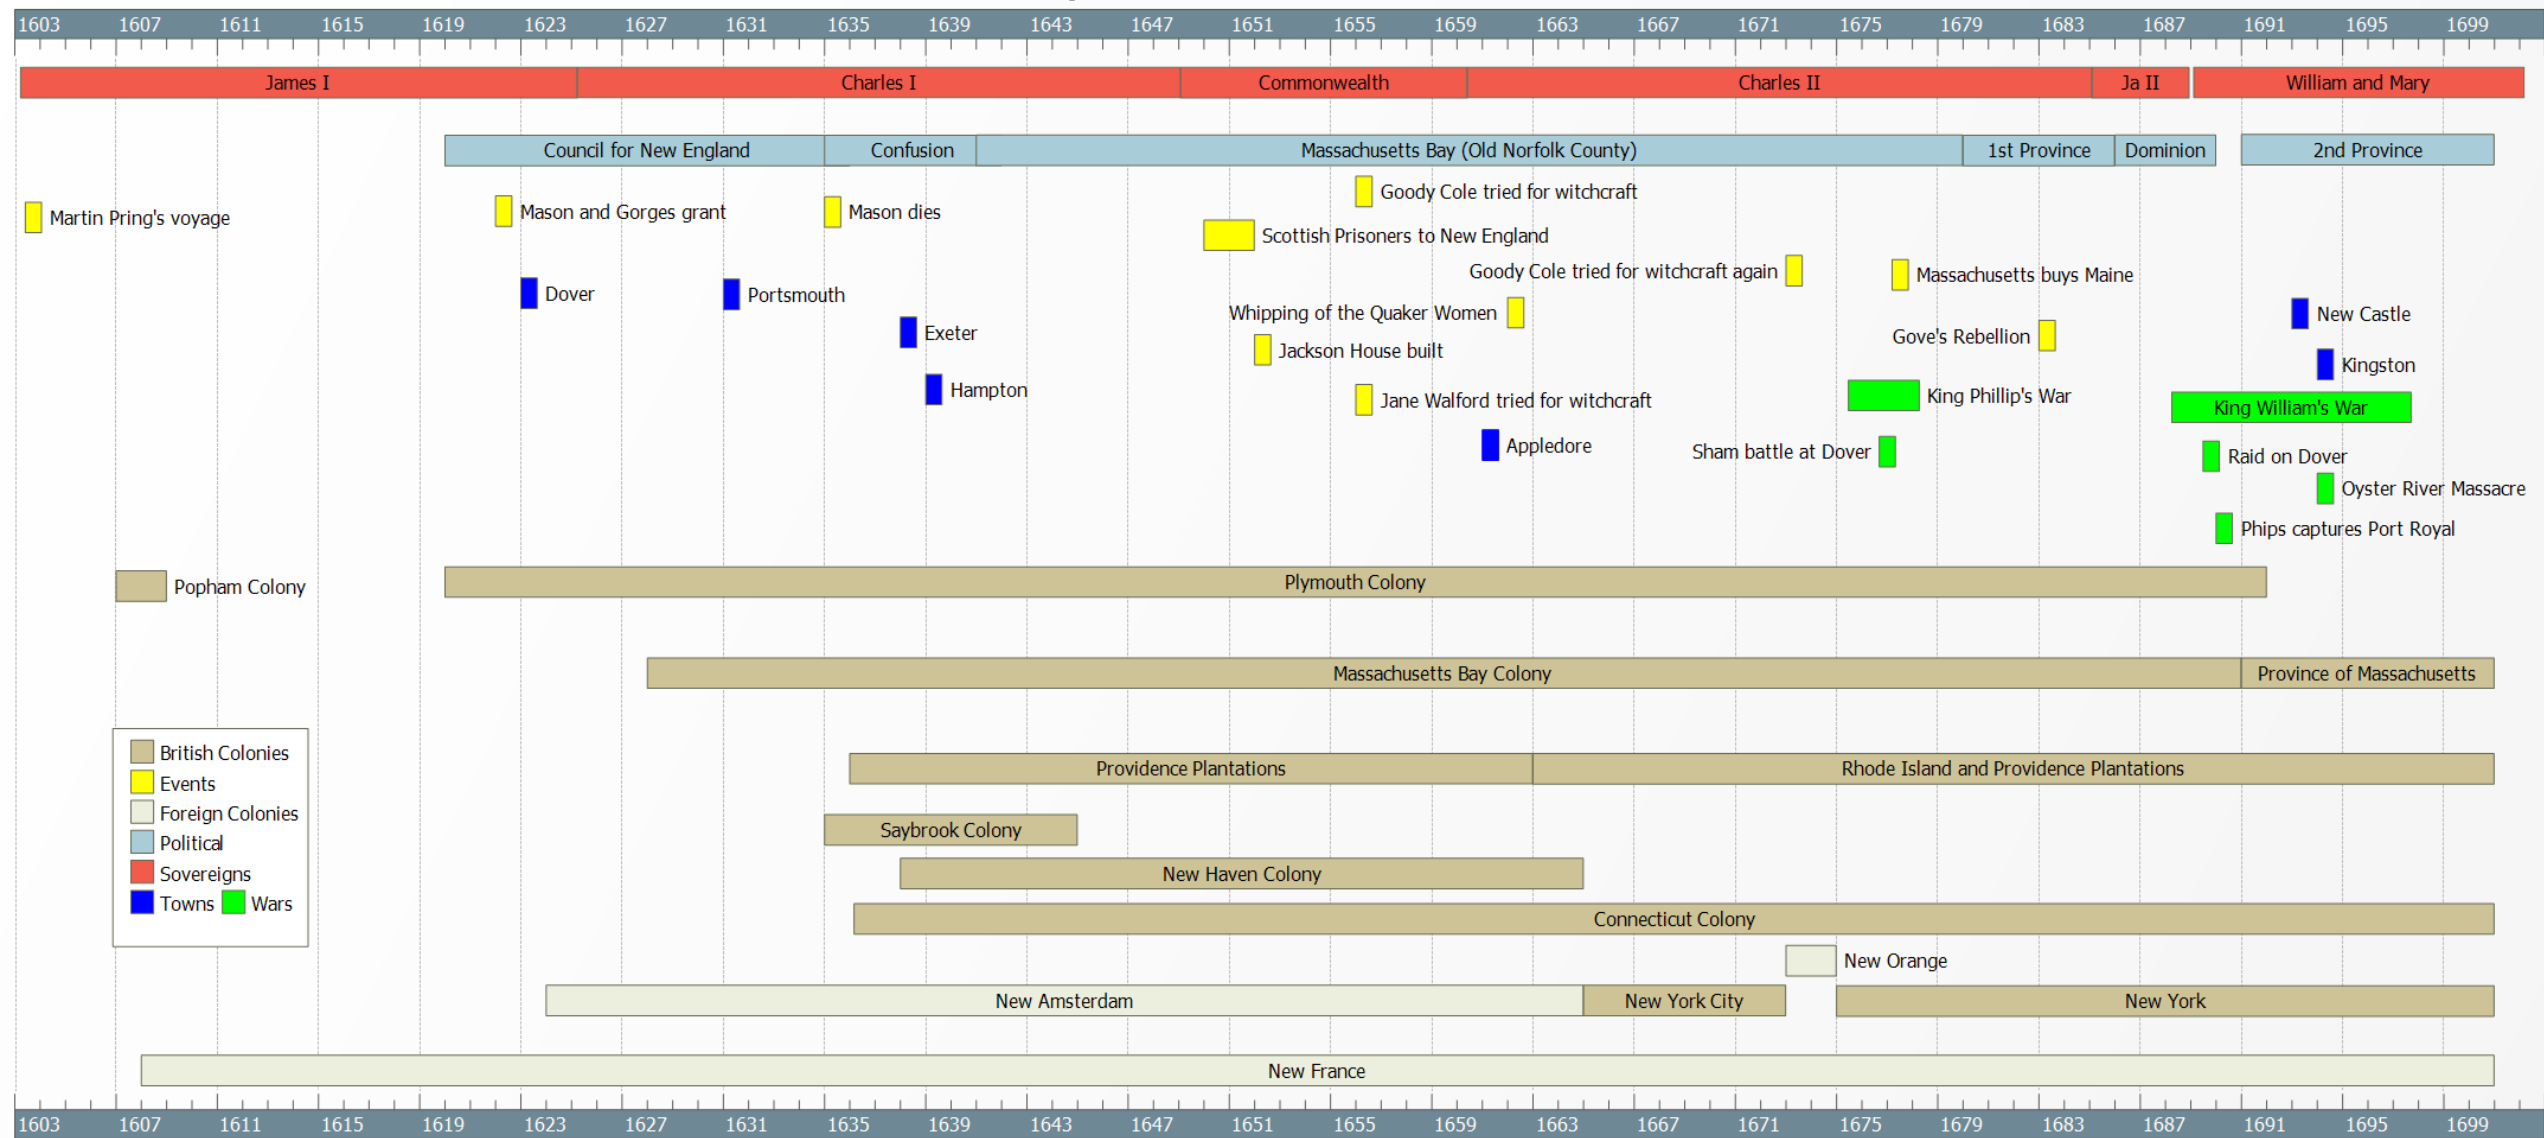 1603 1607 1611 1615 1619 1623 1627 1631 1635 1639 1643 1647 1651 1655 1659 1663 1667 1671 1675 1679 1683 1687 1691 1695 1699
James I Charles I Commonwealth Charles II Ja II William and Mary
Council for New England Confusion Massachusetts Bay (Old Norfolk County) 1st Province Dominion 2nd Province
Goody Cole tried for witchcraft
Martin Pring's voyage Mason and Gorges grant Mason dies
Scottish Prisoners to New England
Goody Cole tried for witchcraft again Massachusetts buys Maine
Dover Portsmouth
Whipping of the Quaker Women New Castle
Exeter Gove's Rebellion
Jackson House built
Kingston
Hampton Jane Walford tried for witchcraft King Phillip's War
King William's War
Appledore Sham battle at Dover Raid on Dover
Oyster River Massacre
Phips captures Port Royal
Popham Colony Plymouth Colony
Massachusetts Bay Colony Province of Massachusetts
British Colonies
Events
Foreign Colonies
Political
Sovereigns
Towns Wars
Providence Plantations Rhode Island and Providence Plantations
Saybrook Colony
New Haven Colony
Connecticut Colony
New Orange
New Amsterdam New York City New York
New France
1603 1607 1611 1615 1619 1623 1627 1631 1635 1639 1643 1647 1651 1655 1659 1663 1667 1671 1675 1679 1683 1687 1691 1695 1699